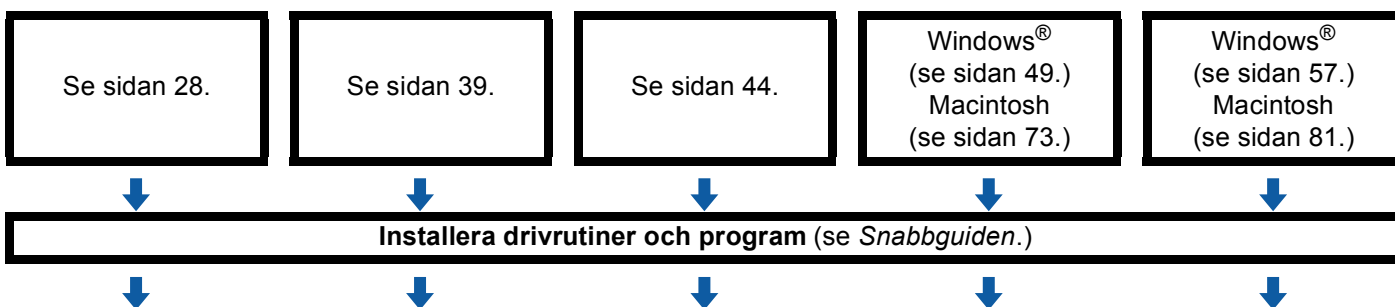 Se sidan 28.
Se sidan 39.
Se sidan 44.
Windows®
(se sidan 49.)
Macintosh
(se sidan 73.)
Windows®
(se sidan 57.)
Macintosh
(se sidan 81.)
Installera drivrutiner och program (se Snabbguiden.)